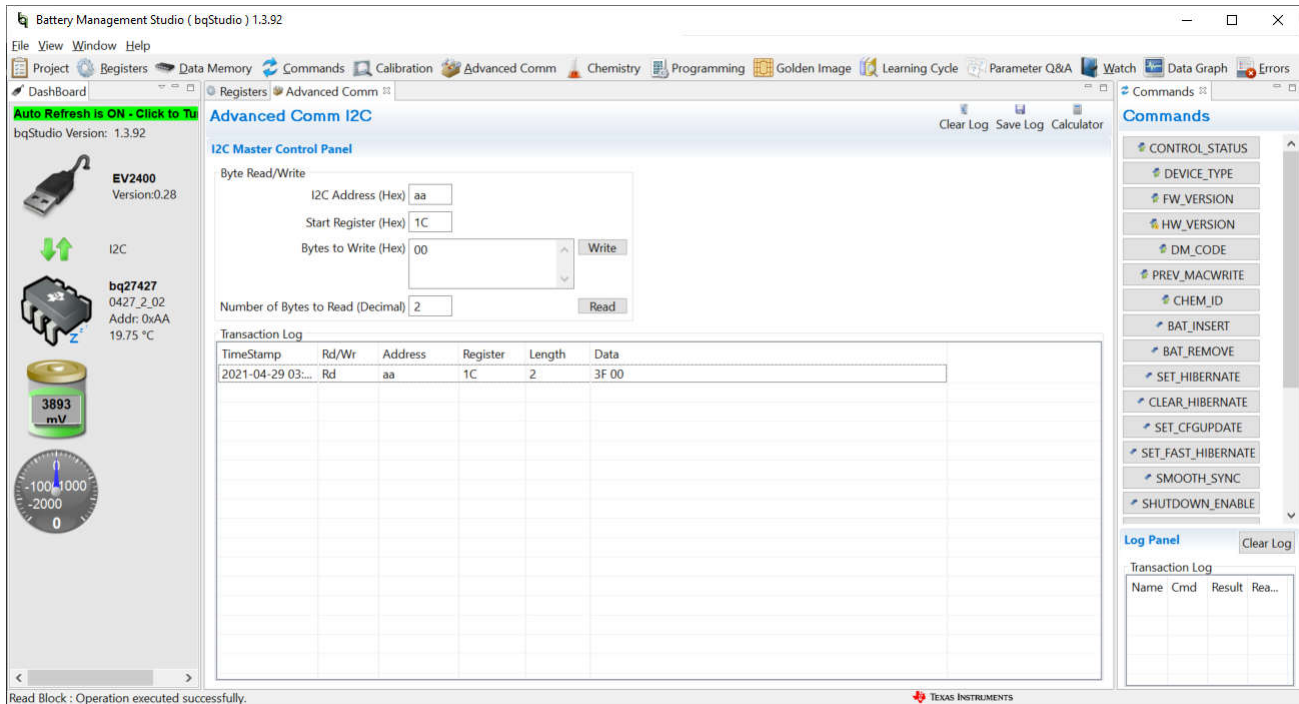 Battery Management Studio ( bqStudio ) 1.3.92
File View Window Help
Project Registers Data Memory Commands Calibration Advanced Comm Chemistry Programming Golden Image Learning Cycle Parameter Q&A Watch Data Graph Errors
DashBoard
Auto Refresh is ON - Click to Tu
bqStudio Version: 1.3.92
EV2400
Version:0.28
I2C
bq27427
0427_2_02
Addr: 0xAA
19.75 °C
Z
3893
mV
0
-100 1000
-2000
0
Registers Advanced Comm
Advanced Comm I2C
Clear Log Save Log Calculator
I2C Master Control Panel
Byte Read/Write
I2C Address (Hex) aa
Start Register (Hex) 1C
Bytes to Write (Hex) 00 Write
Number of Bytes to Read (Decimal) 2 Read
Transaction Log
TimeStamp Rd/Wr Address Register Length Data
2021-04-29 03:... Rd aa 1C 2 3F 00
Commands
Commands
CONTROL_STATUS
DEVICE_TYPE
FW_VERSION
HW_VERSION
DM_CODE
PREV_MACWRITE
CHEM_ID
BAT_INSERT
BAT_REMOVE
SET_HIBERNATE
CLEAR_HIBERNATE
SET_CFGUPDATE
SET_FAST_HIBERNATE
SMOOTH_SYNC
SHUTDOWN_ENABLE
Log Panel Clear Log
Transaction Log
Name Cmd Result Rea...
Read Block : Operation executed successfully.
TEXAS INSTRUMENTS